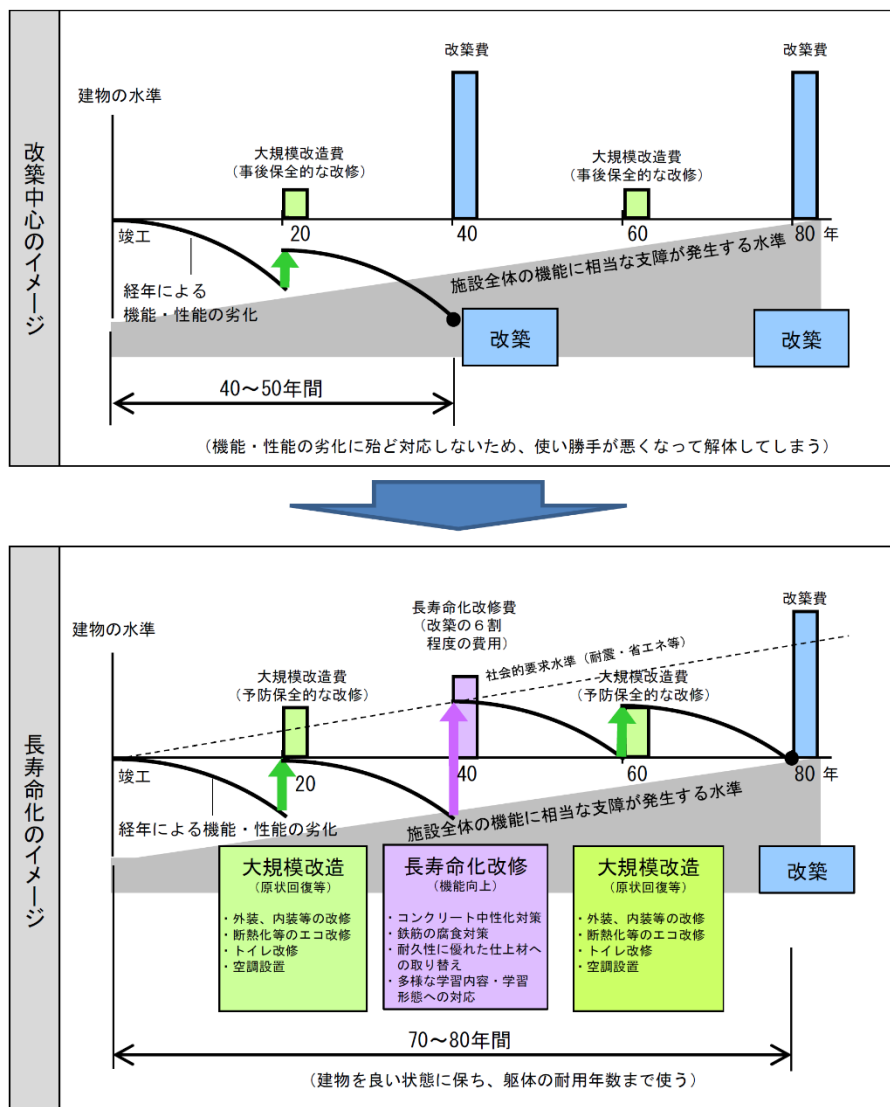 改築中心のイメージ
建物の水準
改築費
改築費
大規模改造費
（事後保全的な改修）
大規模改造費
（事後保全的な改修）
竣工
20
40
60
80 年
経年による
機能・性能の劣化
施設全体の機能に相当な支障が発生する水準
改築
改築
40～50年間
（機能・性能の劣化に殆ど対応しないため、使い勝手が悪くなって解体してしまう）
長寿命化のイメージ
建物の水準
長寿命化改修費
（改築の６割
程度の費用）
改築費
社会的要求水準（耐震・省エネ等）
大規模改造費
（予防保全的な改修）
大規模改造費
（予防保全的な改修）
竣工
20
40
60
80 年
経年による機能・性能の劣化
施設全体の機能に相当な支障が発生する水準
大規模改造
（原状回復等）
・外装、内装等の改修
・断熱化等のエコ改修
・トイレ改修
・空調設置
長寿命化改修
（機能向上）
・コンクリート中性化対策
・鉄筋の腐食対策
・耐久性に優れた仕上材へ
の取り替え
・多様な学習内容・学習
形態への対応
大規模改造
（原状回復等）
・外装、内装等の改修
・断熱化等のエコ改修
・トイレ改修
・空調設置
改築
70～80年間
（建物を良い状態に保ち、躯体の耐用年数まで使う）